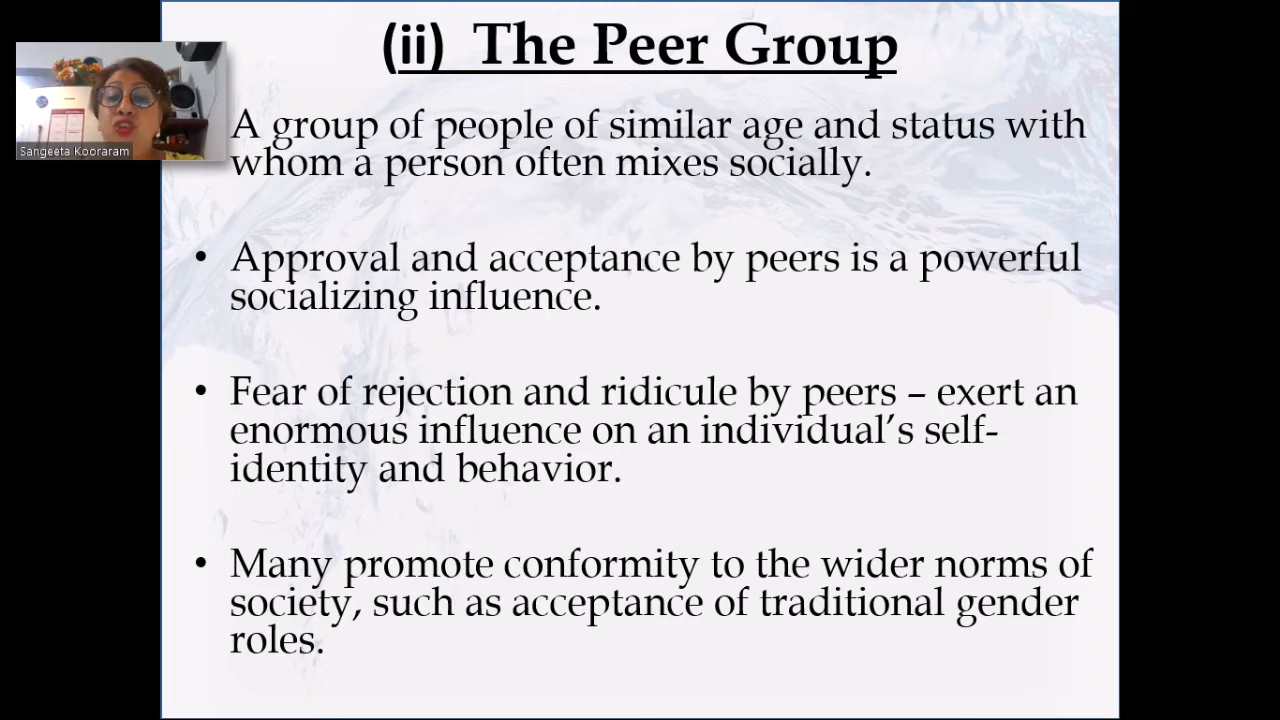 (ii) The Peer Group
Sangeeta Kooraram
A group of people of similar age and status with
whom a person often mixes socially.
• Approval and acceptance by peers is a powerful
socializing influence.
• Fear of rejection and ridicule by peers – exert an
enormous influence on an individual’s self-
identity and behavior.
• Many promote conformity to the wider norms of
society, such as acceptance of traditional gender
roles.